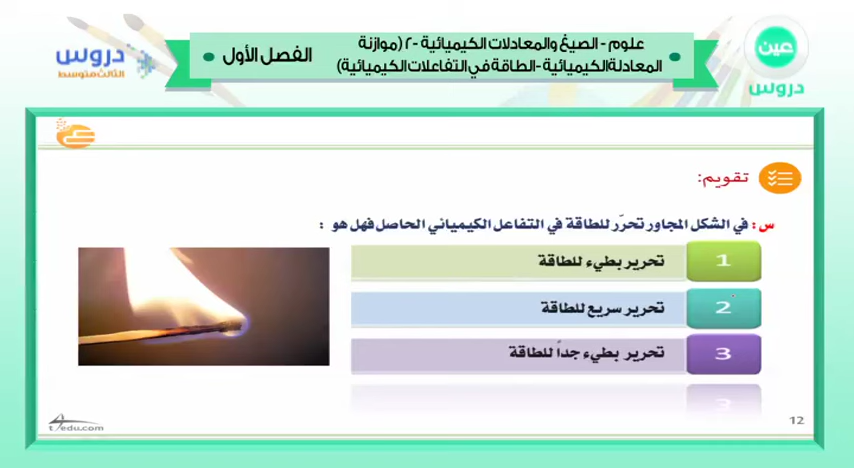 عين
دروس
علوم - الصيغ والمعادلات الكيميائية -٢ (موازنة
المعادلة الكيميائية -الطاقة في التفاعلات الكيميائية)
الفصل الأول
دروس
الثالث متوسط
تقويم:
س: في الشكل المجاور تحرّر للطاقة في التفاعل الكيميائي الحاصل فهل هو :
1 تحرير بطيء للطاقة
2 تحرير سريع للطاقة
3 تحرير بطيء جداً للطاقة
3
12
t4edu.com